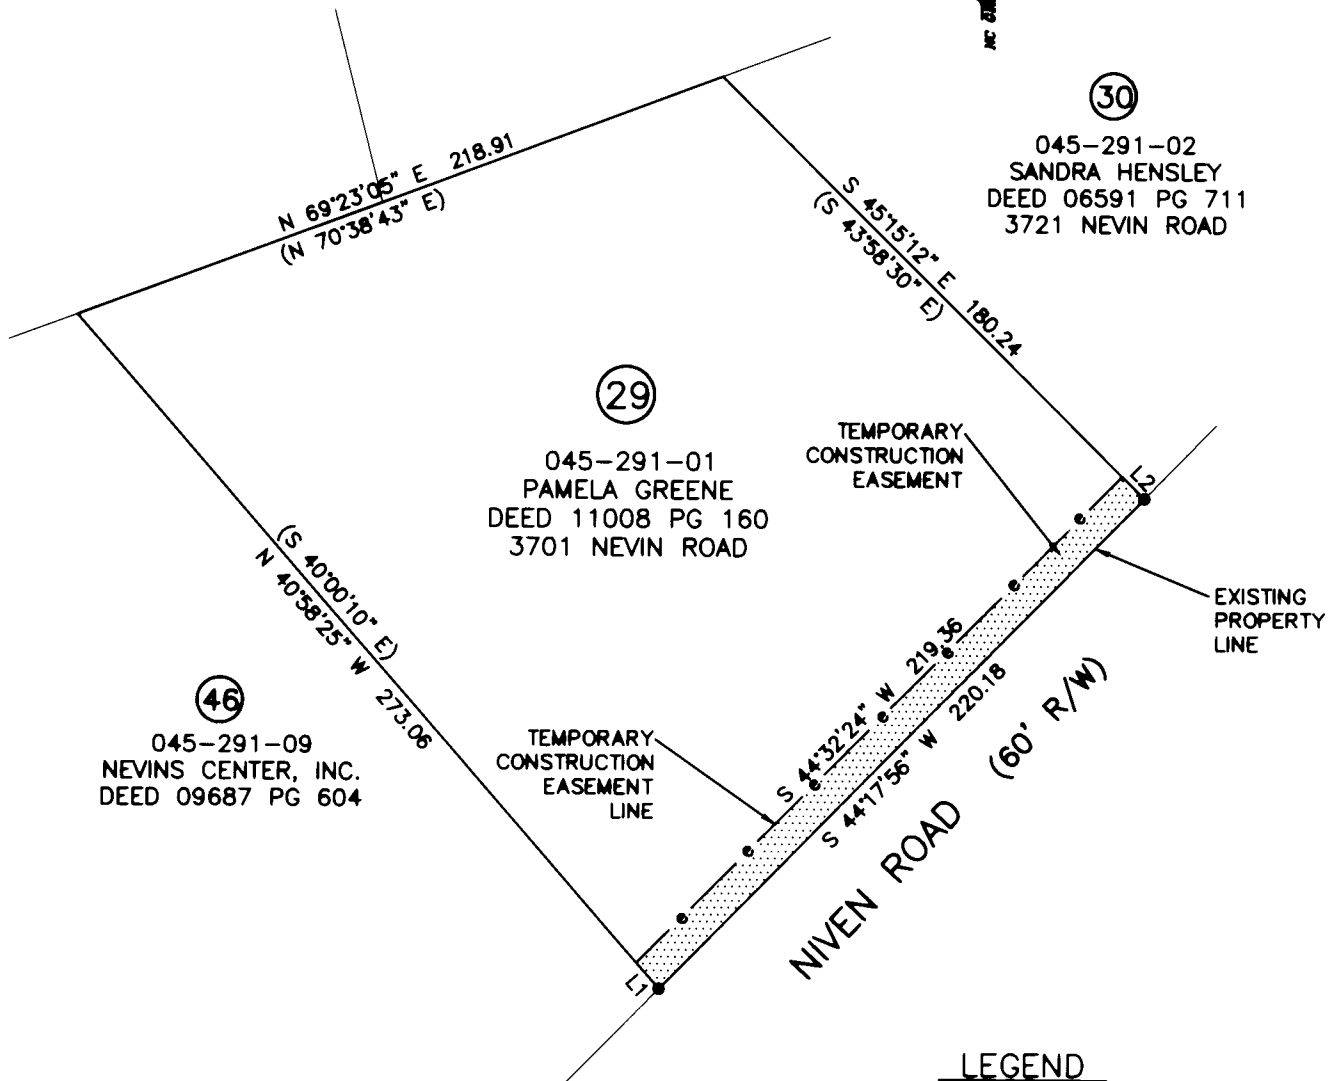 30
045-291-02
SANDRA HENSLEY
DEED 06591 PG 711
3721 NEVIN ROAD
N 69°23'05" E 218.91
(N 70°38'43" E)
S 45°15'12" E 180.24
(S 43°58'30" E)
29
045-291-01
PAMELA GREENE
DEED 11008 PG 160
3701 NEVIN ROAD
TEMPORARY
CONSTRUCTION
EASEMENT
L2
EXISTING
PROPERTY
LINE
(S 40°00'10" E)
N 40°58'25" W 273.06
46
045-291-09
NEVINS CENTER, INC.
DEED 09687 PG 604
TEMPORARY
CONSTRUCTION
EASEMENT
LINE
S 44°32'24" W 219.36
S 44°17'56" W 220.18
NIVEN ROAD (60' R/W)
L1
LEGEND